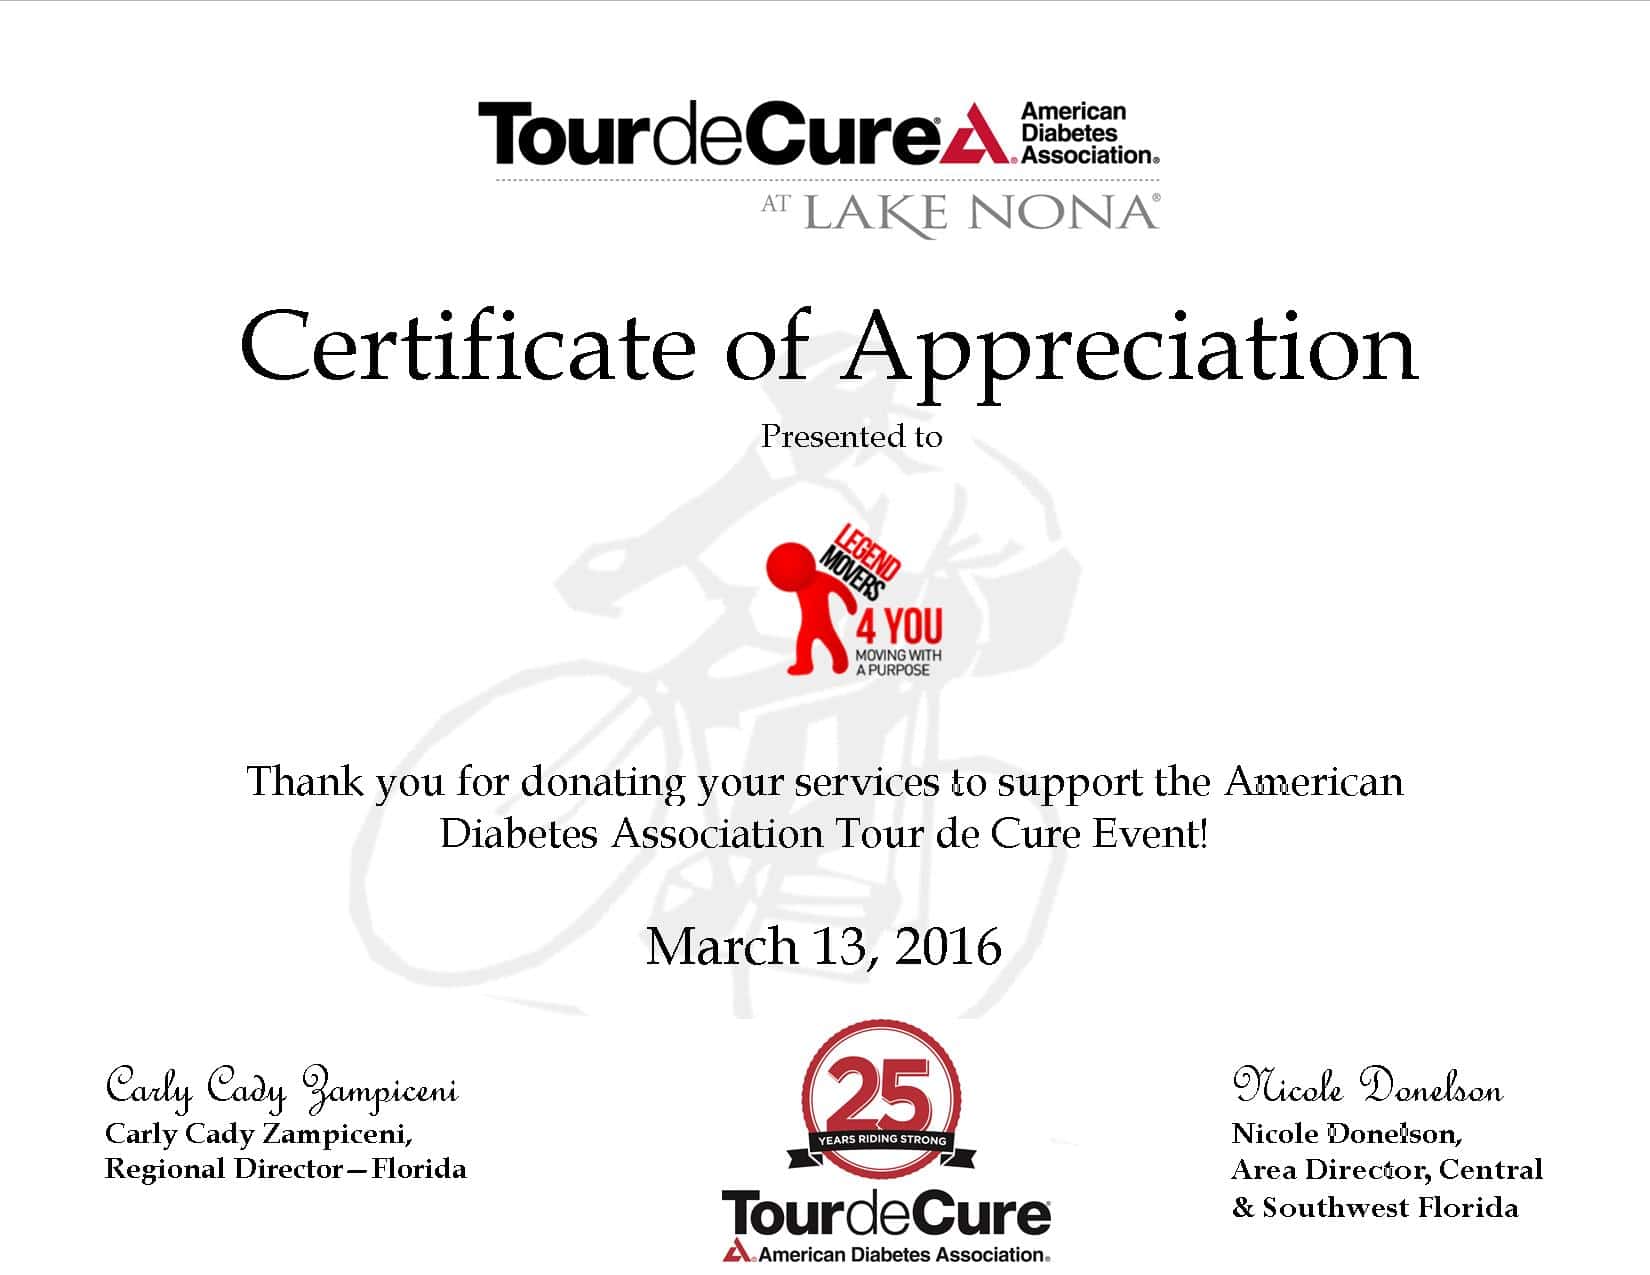 TourdeCure® American
Diabetes
Association®
AT LAKE NONA®
Certificate of Appreciation
Presented to
LEGEND
MOVERS
4 YOU
MOVING WITH
A PURPOSE
Thank you for donating your services to support the American
Diabetes Association Tour de Cure Event!
March 13, 2016
Carly Cady Zampiceni
Carly Cady Zampiceni,
Regional Director—Florida
25
YEARS RIDING STRONG
TourdeCure®
American Diabetes Association®
Nicole Donelson
Nicole Donelson,
Area Director, Central
& Southwest Florida